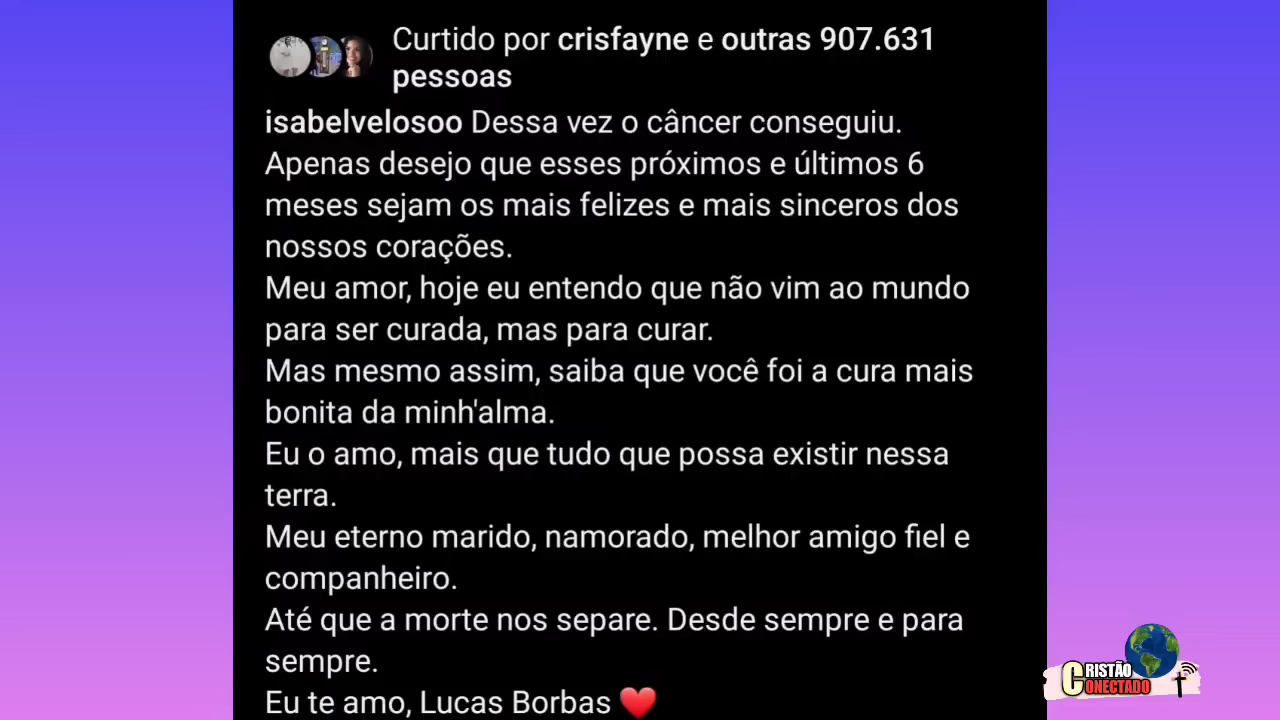 Curtido por crisfayne e outras 907.631
pessoas
isabelvelosoo Dessa vez o câncer conseguiu.
Apenas desejo que esses próximos e últimos 6
meses sejam os mais felizes e mais sinceros dos
nossos corações.
Meu amor, hoje eu entendo que não vim ao mundo
para ser curada, mas para curar.
Mas mesmo assim, saiba que você foi a cura mais
bonita da minh'alma.
Eu o amo, mais que tudo que possa existir nessa
terra.
Meu eterno marido, namorado, melhor amigo fiel e
companheiro.
Até que a morte nos separe. Desde sempre e para
sempre.
Eu te amo, Lucas Borbas ❤️
CRISTÃO
CONECTADO